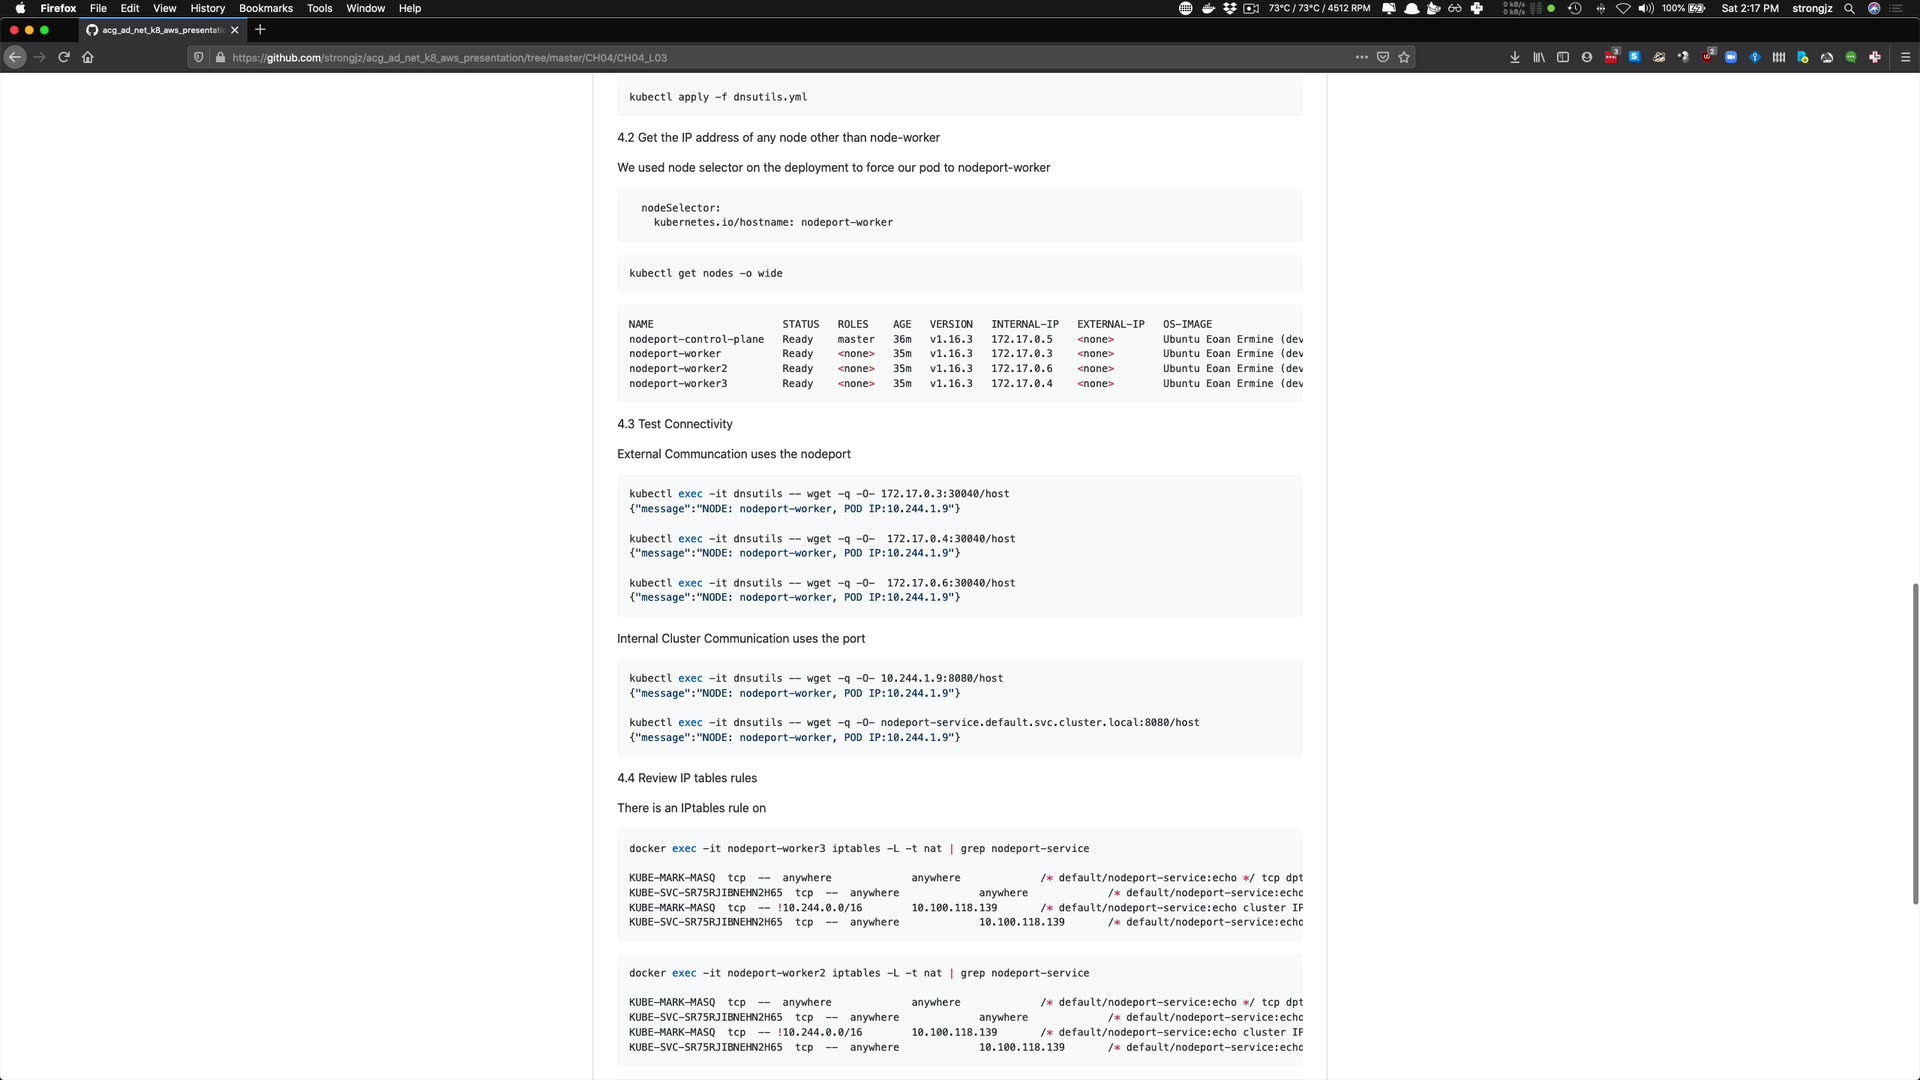 Firefox File Edit View History Bookmarks Tools Window Help
73°C / 73°C / 4512 RPM
0 kB/s
0 kB/s
100%
Sat 2:17 PM strongjz
acg_ad_net_k8_aws_presentatio
https://github.com/strongjz/acg_ad_net_k8_aws_presentation/tree/master/CH04/CH04_L03
3
2
kubectl apply -f dnsutils.yml
4.2 Get the IP address of any node other than node-worker
We used node selector on the deployment to force our pod to nodeport-worker
nodeSelector:
kubernetes.io/hostname: nodeport-worker
kubectl get nodes -o wide
NAME STATUS ROLES AGE VERSION INTERNAL-IP EXTERNAL-IP OS-IMAGE
nodeport-control-plane Ready master 36m v1.16.3 172.17.0.5 <none> Ubuntu Eoan Ermine (dev
nodeport-worker Ready <none> 35m v1.16.3 172.17.0.3 <none> Ubuntu Eoan Ermine (dev
nodeport-worker2 Ready <none> 35m v1.16.3 172.17.0.6 <none> Ubuntu Eoan Ermine (dev
nodeport-worker3 Ready <none> 35m v1.16.3 172.17.0.4 <none> Ubuntu Eoan Ermine (dev
4.3 Test Connectivity
External Communcation uses the nodeport
kubectl exec -it dnsutils -- wget -q -O- 172.17.0.3:30040/host
{"message":"NODE: nodeport-worker, POD IP:10.244.1.9"}
kubectl exec -it dnsutils -- wget -q -O-  172.17.0.4:30040/host
{"message":"NODE: nodeport-worker, POD IP:10.244.1.9"}
kubectl exec -it dnsutils -- wget -q -O-  172.17.0.6:30040/host
{"message":"NODE: nodeport-worker, POD IP:10.244.1.9"}
Internal Cluster Communication uses the port
kubectl exec -it dnsutils -- wget -q -O- 10.244.1.9:8080/host
{"message":"NODE: nodeport-worker, POD IP:10.244.1.9"}
kubectl exec -it dnsutils -- wget -q -O- nodeport-service.default.svc.cluster.local:8080/host
{"message":"NODE: nodeport-worker, POD IP:10.244.1.9"}
4.4 Review IP tables rules
There is an IPtables rule on
docker exec -it nodeport-worker3 iptables -L -t nat | grep nodeport-service
KUBE-MARK-MASQ tcp -- anywhere anywhere /* default/nodeport-service:echo */ tcp dpt
KUBE-SVC-SR75RJIBNEHN2H65 tcp -- anywhere anywhere /* default/nodeport-service:echo
KUBE-MARK-MASQ tcp -- !10.244.0.0/16 10.100.118.139 /* default/nodeport-service:echo cluster IP
KUBE-SVC-SR75RJIBNEHN2H65 tcp -- anywhere 10.100.118.139 /* default/nodeport-service:echo
docker exec -it nodeport-worker2 iptables -L -t nat | grep nodeport-service
KUBE-MARK-MASQ tcp -- anywhere anywhere /* default/nodeport-service:echo */ tcp dpt
KUBE-SVC-SR75RJIBNEHN2H65 tcp -- anywhere anywhere /* default/nodeport-service:echo
KUBE-MARK-MASQ tcp -- !10.244.0.0/16 10.100.118.139 /* default/nodeport-service:echo cluster IP
KUBE-SVC-SR75RJIBNEHN2H65 tcp -- anywhere 10.100.118.139 /* default/nodeport-service:echo